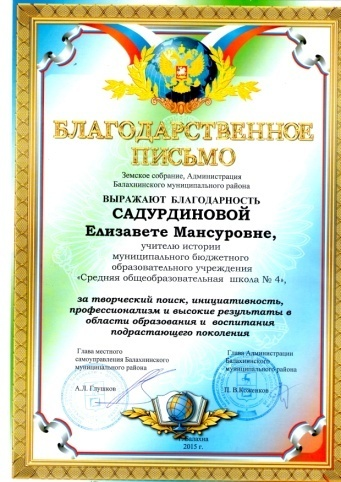 БЛАГОДАРСТВЕННОЕ
ПИСЬМО
Земское собрание, Администрация
Балахнинского муниципального района
ВЫРАЖАЮТ БЛАГОДАРНОСТЬ
САДУРДИНОВОЙ
Елизавете Мансуровне,
учителю истории
муниципального бюджетного
образовательного учреждения
«Средняя общеобразовательная школа № 4»,
за творческий поиск, инициативность,
профессионализм и высокие результаты в
области образования и воспитания
подрастающего поколения
Глава местного
самоуправления Балахнинского
муниципального района
А.Л. Глушков
Глава Администрации
Балахнинского
муниципального района
П. В. Коженков
г. Балахна
2015 г.